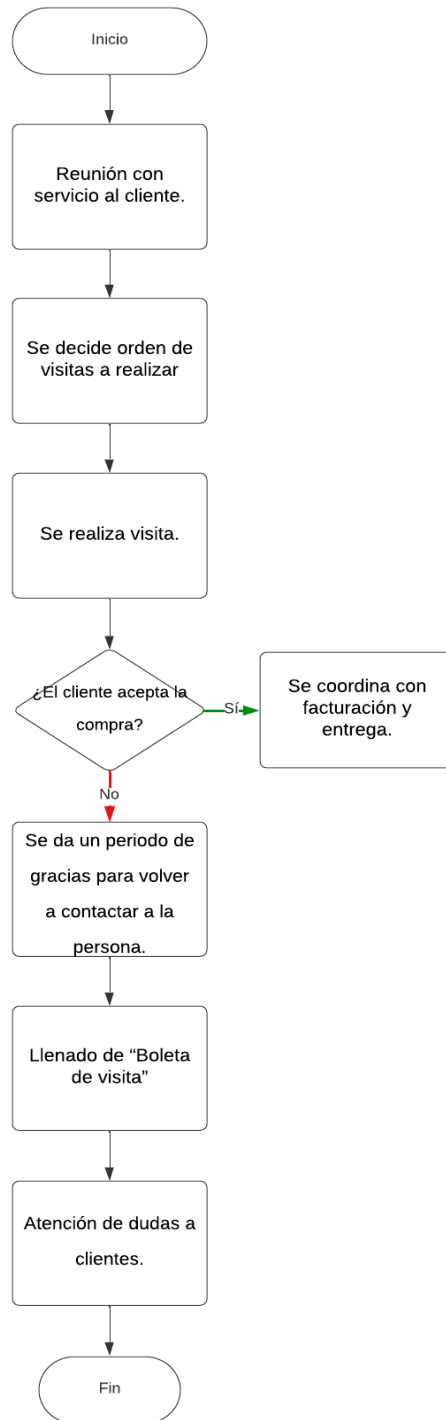 Inicio
Reunión con
servicio al cliente.
Se decide orden de
visitas a realizar
Se realiza visita.
¿El cliente acepta la
compra?
Sí
Se coordina con
facturación y
entrega.
No
Se da un periodo de
gracias para volver
a contactar a la
persona.
Llenado de “Boleta
de visita”
Atención de dudas a
clientes.
Fin